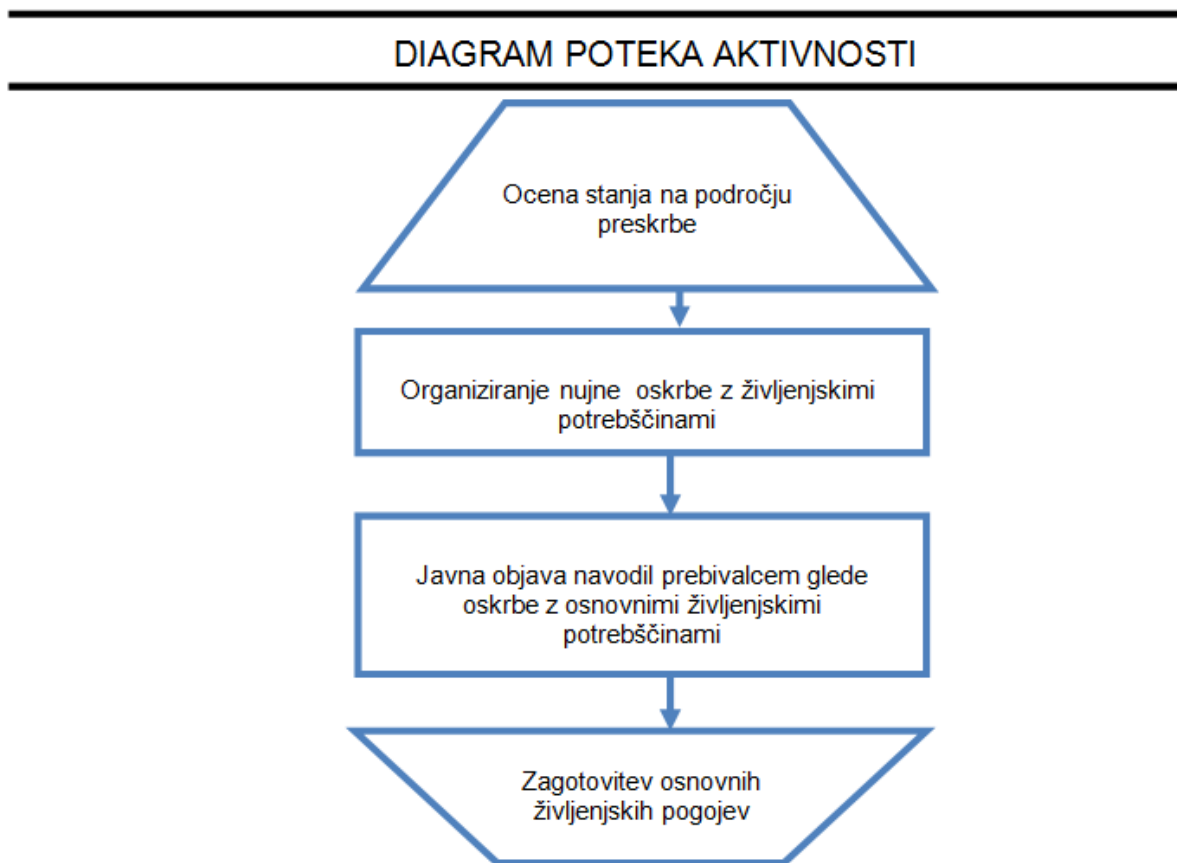 DIAGRAM POTEKA AKTIVNOSTI
Ocena stanja na področju
preskrbe
Organiziranje nujne oskrbe z življenjskimi
potrebščinami
Javna objava navodil prebivalcem glede
oskrbe z osnovnimi življenjskimi
potrebščinami
Zagotovitev osnovnih
življenjskih pogojev